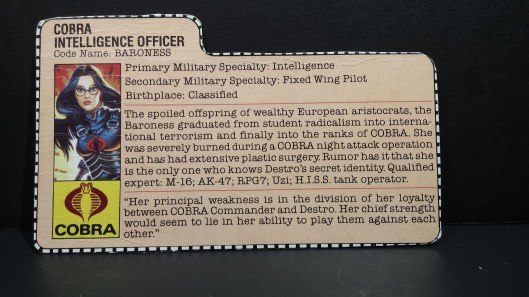 COBRA
INTELLIGENCE OFFICER
Code Name: BARONESS
Primary Military Specialty: Intelligence
Secondary Military Specialty: Fixed Wing Pilot
Birthplace: Classified
The spoiled offspring of wealthy European aristocrats, the
Baroness graduated from student radicalism into interna-
tional terrorism and finally into the ranks of COBRA. She
was severely burned during a COBRA night attack operation
and has had extensive plastic surgery. Rumor has it that she
is the only one who knows Destro's secret identity. Qualified
expert: M-16; AK-47; RPG7; Uzi; H.I.S.S. tank operator.
"Her principal weakness is in the division of her loyalty
between COBRA Commander and Destro. Her chief strength
would seem to lie in her ability to play them against each
other."
COBRA